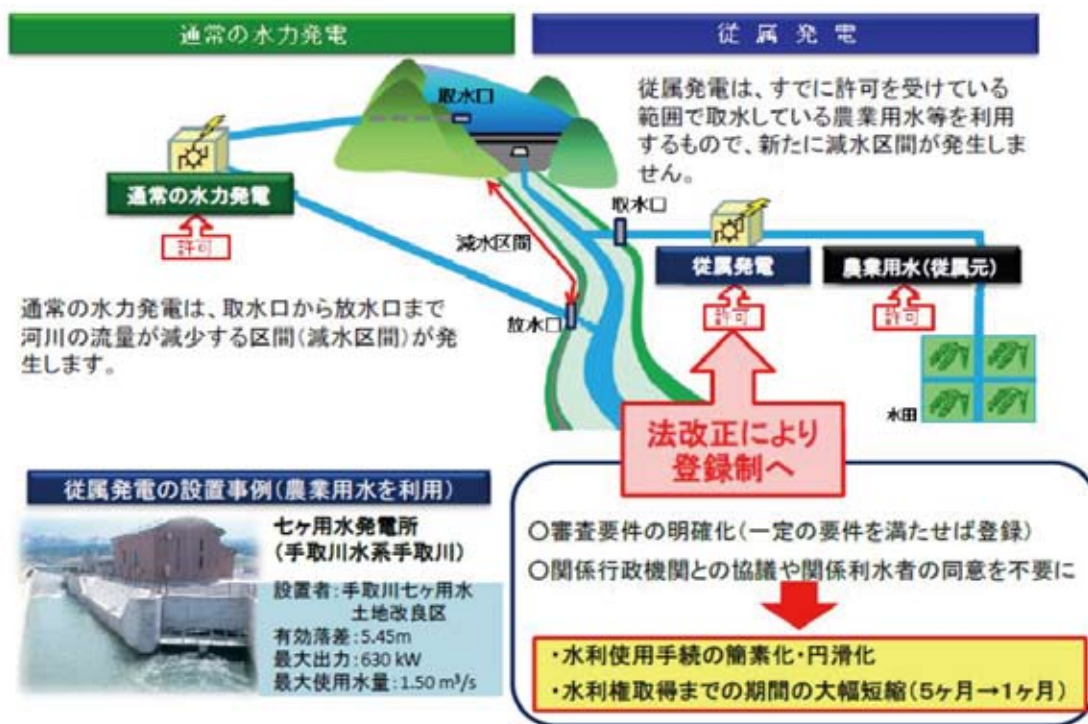 通常の水力発電
従属発電
従属発電は、すでに許可を受けている
範囲で取水している農業用水等を利用
するもので、新たに減水区間が発生しま
せん。
取水口
通常の水力発電
許可
減水区間
放水口
取水口
従属発電
許可
農業用水(従属元)
許可
水田
通常の水力発電は、取水口から放水口まで
河川の流量が減少する区間(減水区間)が発
生します。
法改正により
登録制へ
従属発電の設置事例(農業用水を利用)
七ヶ用水発電所
(手取川水系手取川)
設置者:手取川七ヶ用水
土地改良区
有効落差:5.45m
最大出力:630 kW
最大使用水量:1.50 m³/s
○審査要件の明確化(一定の要件を満たせば登録)
○関係行政機関との協議や関係利水者の同意を不要に
・水利使用手続の簡素化・円滑化
・水利権取得までの期間の大幅短縮(5ヶ月→1ヶ月)